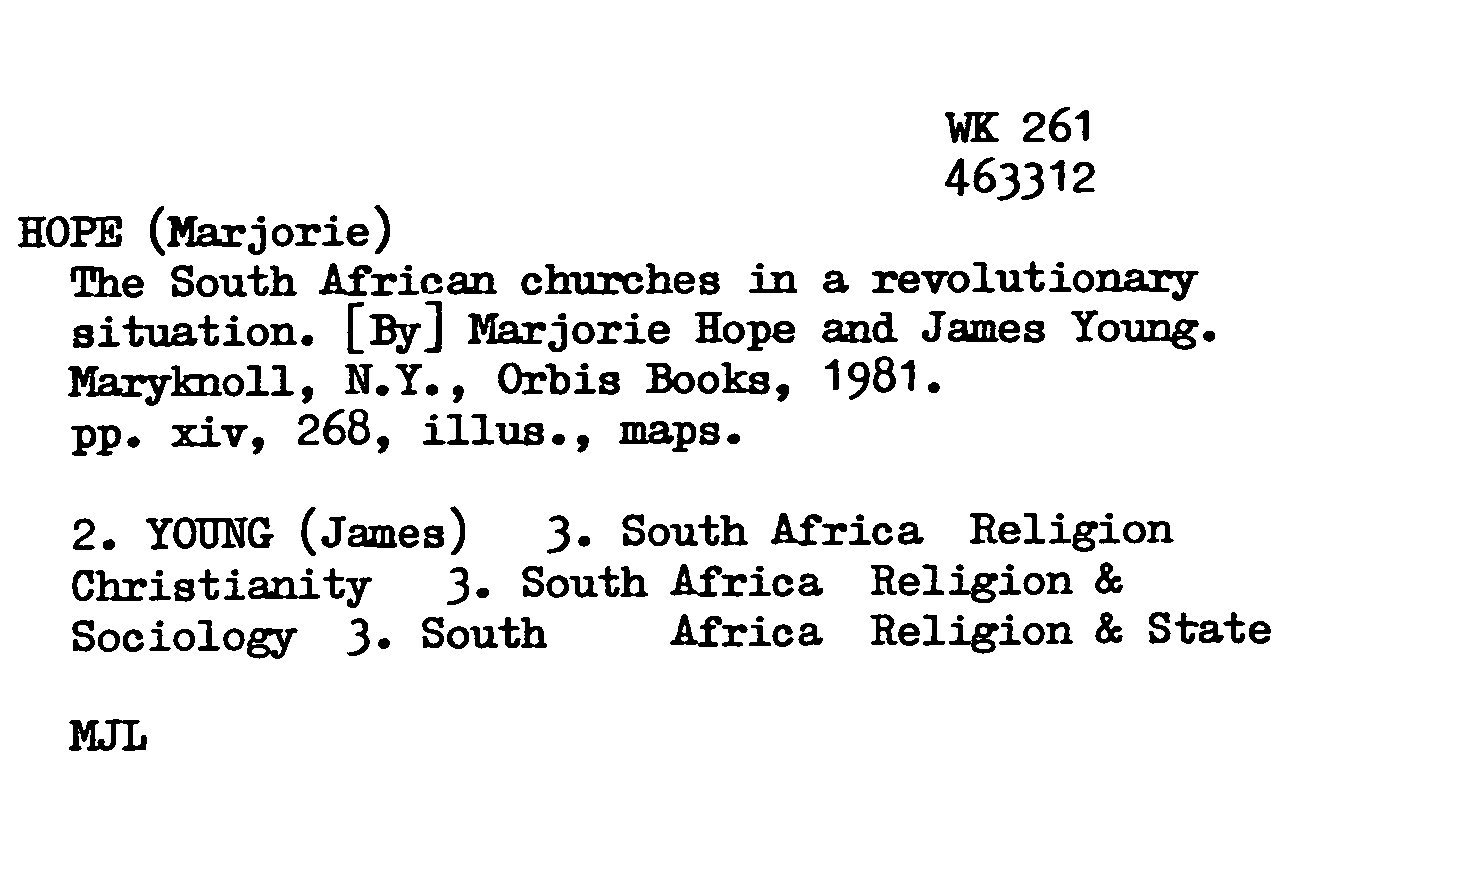 WK 261
463312
HOPE (Marjorie)
The South African churches in a revolutionary
situation. [By] Marjorie Hope and James Young.
Maryknoll, N.Y., Orbis Books, 1981.
pp. xiv, 268, illus., maps.
2. YOUNG (James) 3. South Africa Religion
Christianity 3. South Africa Religion &
Sociology 3. South Africa Religion & State
MJL